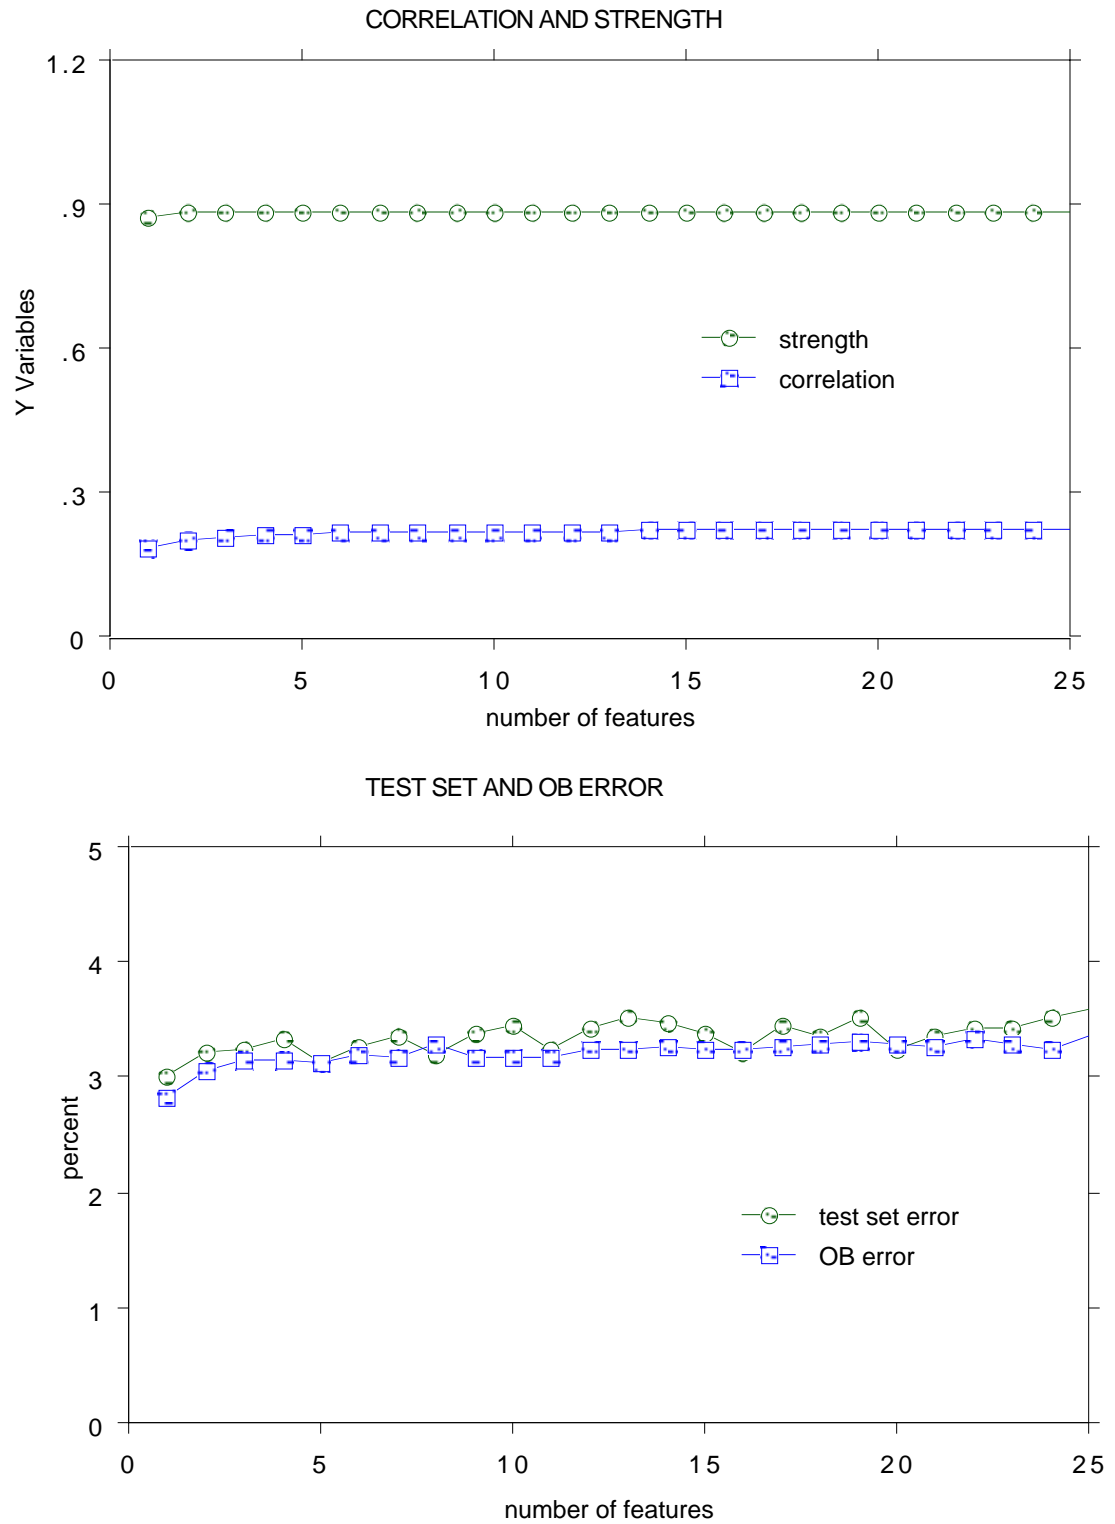 CORRELATION AND STRENGTH
1.2
.9
.6
.3
0
Y Variables
strength
correlation
0 5 10 15 20 25
number of features
TEST SET AND OB ERROR
5
4
3
2
1
0
percent
test set error
OB error
0 5 10 15 20 25
number of features